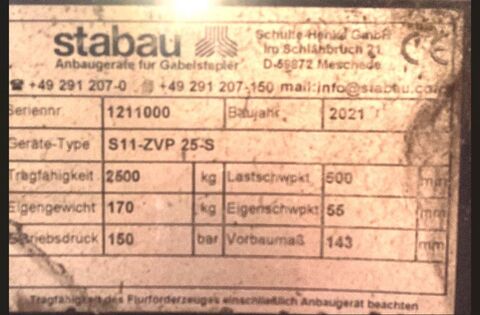 stabau
Anbaugeräte für Gabelstapler
Schulte-Henke GmbH
Im Schlahbruch 21
D-59872 Meschede
CE
☎ +49 291 207-0 +49 291 207-150 mail:info@stabau.com
Seriennr 1211000 Baujahr 2021
Geräte-Type S11-ZVP 25-S
Tragfähigkeit 2500 kg Lastschwpkt 500 mm
Eigengewicht 170 kg Eigenschwpkt 55 mm
Betriebsdruck 150 bar Vorbaumaß 143 mm
Tragfähigkeit des Flurförderzeuges einschließlich Anbaugerät beachten